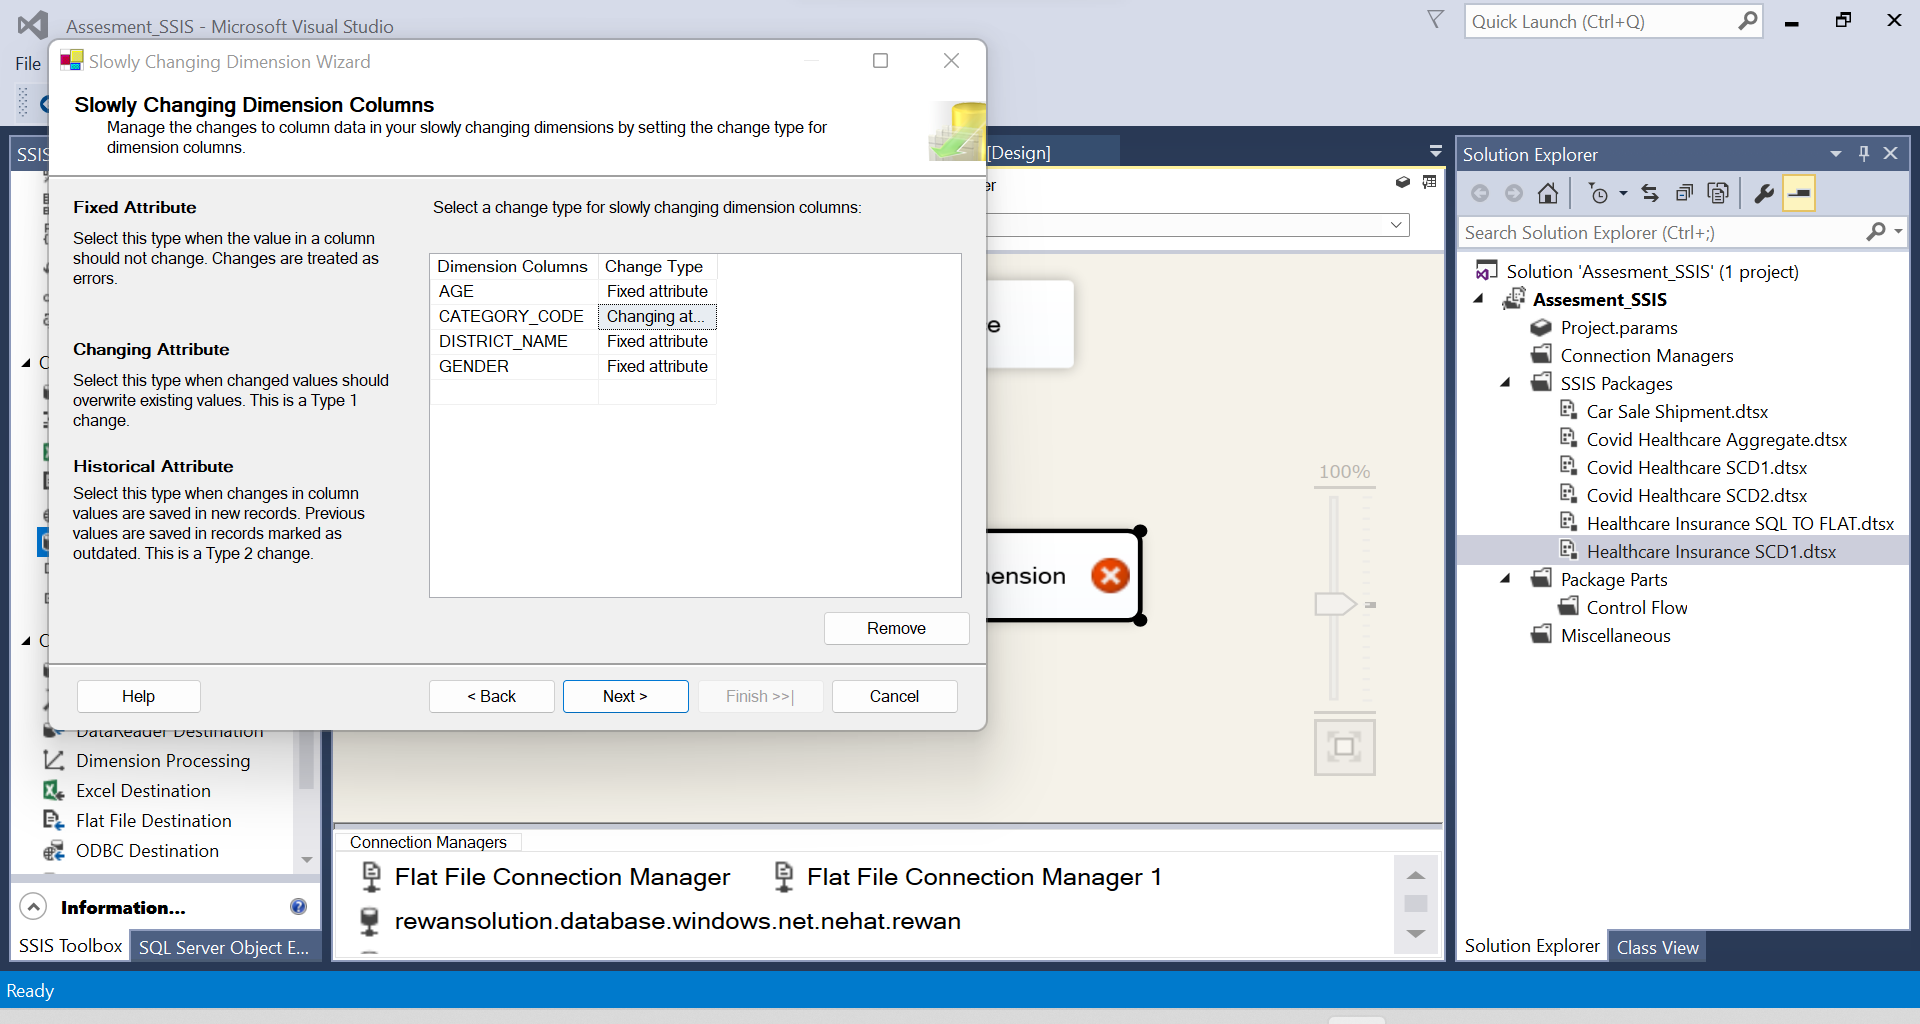 Assesment_SSIS - Microsoft Visual Studio
Quick Launch (Ctrl+Q)
File
Slowly Changing Dimension Wizard
Slowly Changing Dimension Columns
Manage the changes to column data in your slowly changing dimensions by setting the change type for
dimension columns.
Fixed Attribute
Select this type when the value in a column
should not change. Changes are treated as
errors.
Changing Attribute
Select this type when changed values should
overwrite existing values. This is a Type 1
change.
Historical Attribute
Select this type when changes in column
values are saved in new records. Previous
values are saved in records marked as
outdated. This is a Type 2 change.
Select a change type for slowly changing dimension columns:
Dimension Columns Change Type
AGE Fixed attribute
CATEGORY_CODE Changing at...
DISTRICT_NAME Fixed attribute
GENDER Fixed attribute
Remove
Help
< Back
Next >
Finish >>|
Cancel
SSIS
DataReader Destination
Dimension Processing
Excel Destination
Flat File Destination
ODBC Destination
Information...
SSIS Toolbox
SQL Server Object E...
[Design]
er
e
mension
100%
Connection Managers
Flat File Connection Manager
Flat File Connection Manager 1
rewansolution.database.windows.net.nehat.rewan
Solution Explorer
Search Solution Explorer (Ctrl+;)
Solution 'Assesment_SSIS' (1 project)
Assesment_SSIS
Project.params
Connection Managers
SSIS Packages
Car Sale Shipment.dtsx
Covid Healthcare Aggregate.dtsx
Covid Healthcare SCD1.dtsx
Covid Healthcare SCD2.dtsx
Healthcare Insurance SQL TO FLAT.dtsx
Healthcare Insurance SCD1.dtsx
Package Parts
Control Flow
Miscellaneous
Solution Explorer
Class View
Ready